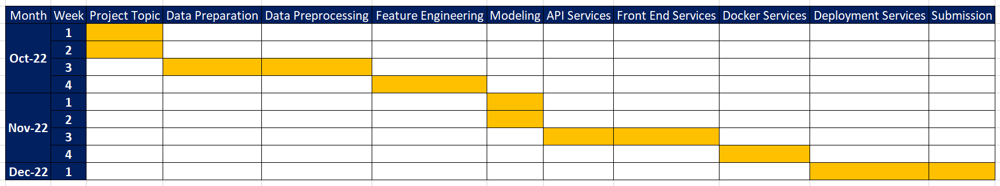 Month Week Project Topic Data Preparation Data Preprocessing Feature Engineering Modeling API Services Front End Services Docker Services Deployment Services Submission
Oct-22 1
2
3
4
Nov-22 1
2
3
4
Dec-22 1